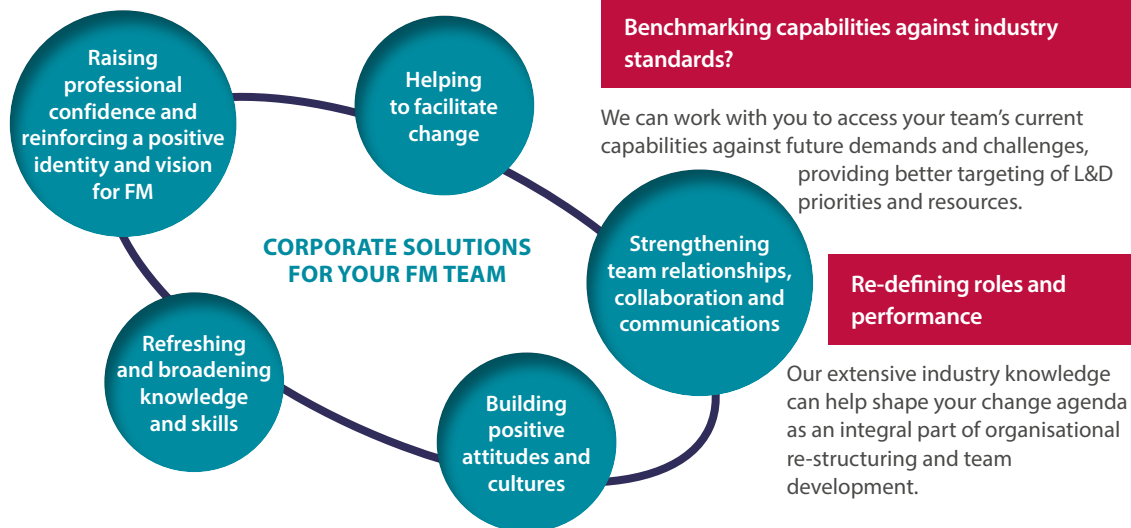 Raising
professional
confidence and
reinforcing a positive
identity and vision
for FM
Helping
to facilitate
change
CORPORATE SOLUTIONS
FOR YOUR FM TEAM
Strengthening
team relationships,
collaboration and
communications
Refreshing
and broadening
knowledge
and skills
Building
positive
attitudes and
cultures
Benchmarking capabilities against industry
standards?
We can work with you to access your team’s current
capabilities against future demands and challenges,
providing better targeting of L&D
priorities and resources.
Re-defining roles and
performance
Our extensive industry knowledge
can help shape your change agenda
as an integral part of organisational
re-structuring and team
development.